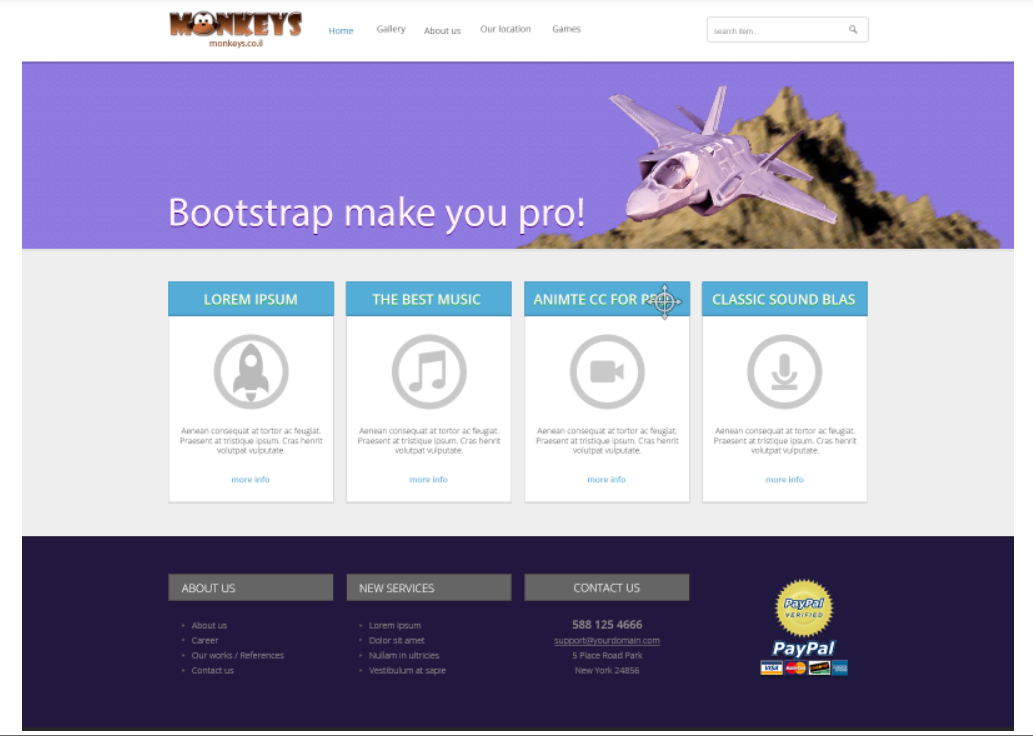 MONKEYS
monkeys.co.il
Home Gallery About us Our location Games
search item...
Bootstrap make you pro!
LOREM IPSUM
Aenean consequat at tortor ac feugiat.
Praesent at tristique ipsum. Cras henrit
volutpat vulputate.
more info
THE BEST MUSIC
Aenean consequat at tortor ac feugiat.
Praesent at tristique ipsum. Cras henrit
volutpat vulputate.
more info
ANIMTE CC FOR
Aenean consequat at tortor ac feugiat.
Praesent at tristique ipsum. Cras henrit
volutpat vulputate.
more info
CLASSIC SOUND BLAS
Aenean consequat at tortor ac feugiat.
Praesent at tristique ipsum. Cras henrit
volutpat vulputate.
more info
ABOUT US
About us
Career
Our works / References
Contact us
NEW SERVICES
Lorem ipsum
Dolor sit amet
Nullam in ultricies
Vestibulum at sapie
CONTACT US
588 125 4666
support@yourdomain.com
5 Place Road Park
New York 24856
PayPal
VERIFIED
PayPal
VISA MasterCard